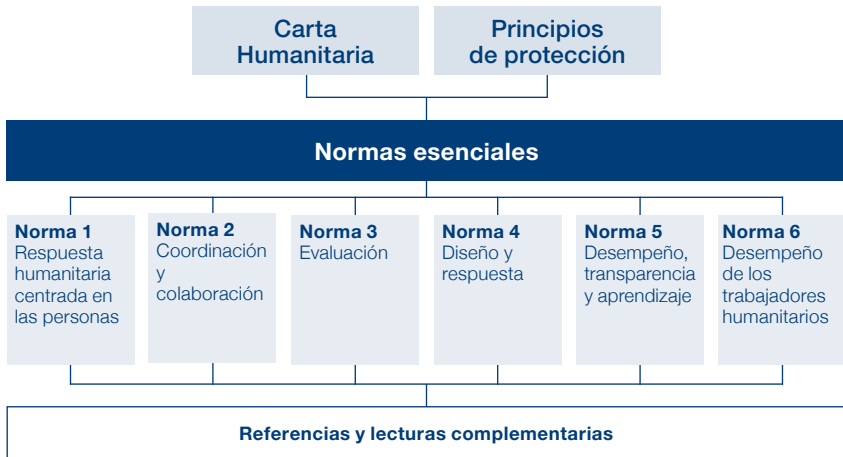 Carta
Humanitaria
Principios
de protección
Normas esenciales
Norma 1
Respuesta
humanitaria
centrada en
las personas
Norma 2
Coordinación
y
colaboración
Norma 3
Evaluación
Norma 4
Diseño y
respuesta
Norma 5
Desempeño,
transparencia
y aprendizaje
Norma 6
Desempeño
de los
trabajadores
humanitarios
Referencias y lecturas complementarias